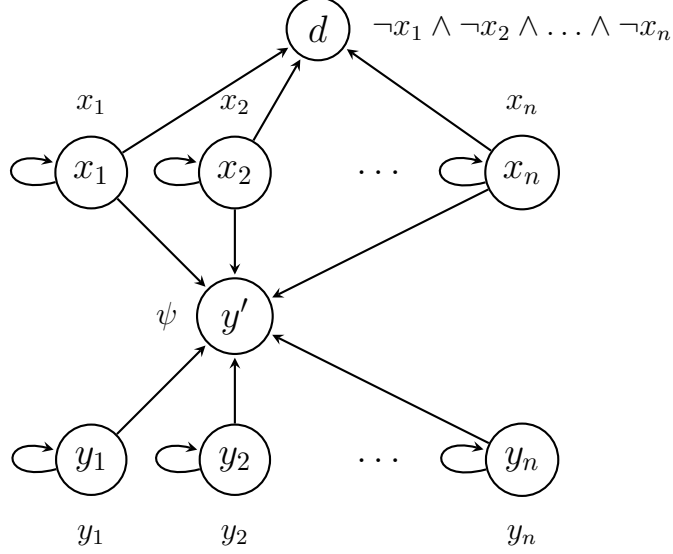 d ¬x₁ ∧ ¬x₂ ∧ … ∧ ¬xₙ
x₁ x₂ xₙ
x₁ x₂ … xₙ
ψ y′
y₁ y₂ … yₙ
y₁ y₂ yₙ